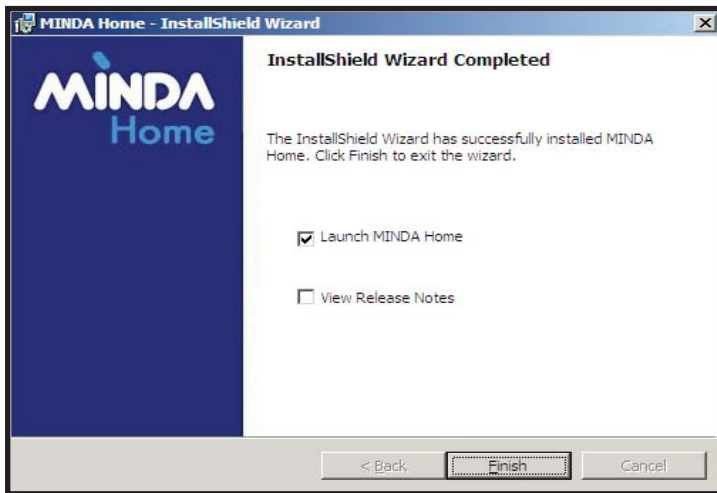 MINDA Home - InstallShield Wizard
MINDA
Home
InstallShield Wizard Completed
The InstallShield Wizard has successfully installed MINDA
Home. Click Finish to exit the wizard.
Launch MINDA Home
View Release Notes
< Back
Finish
Cancel